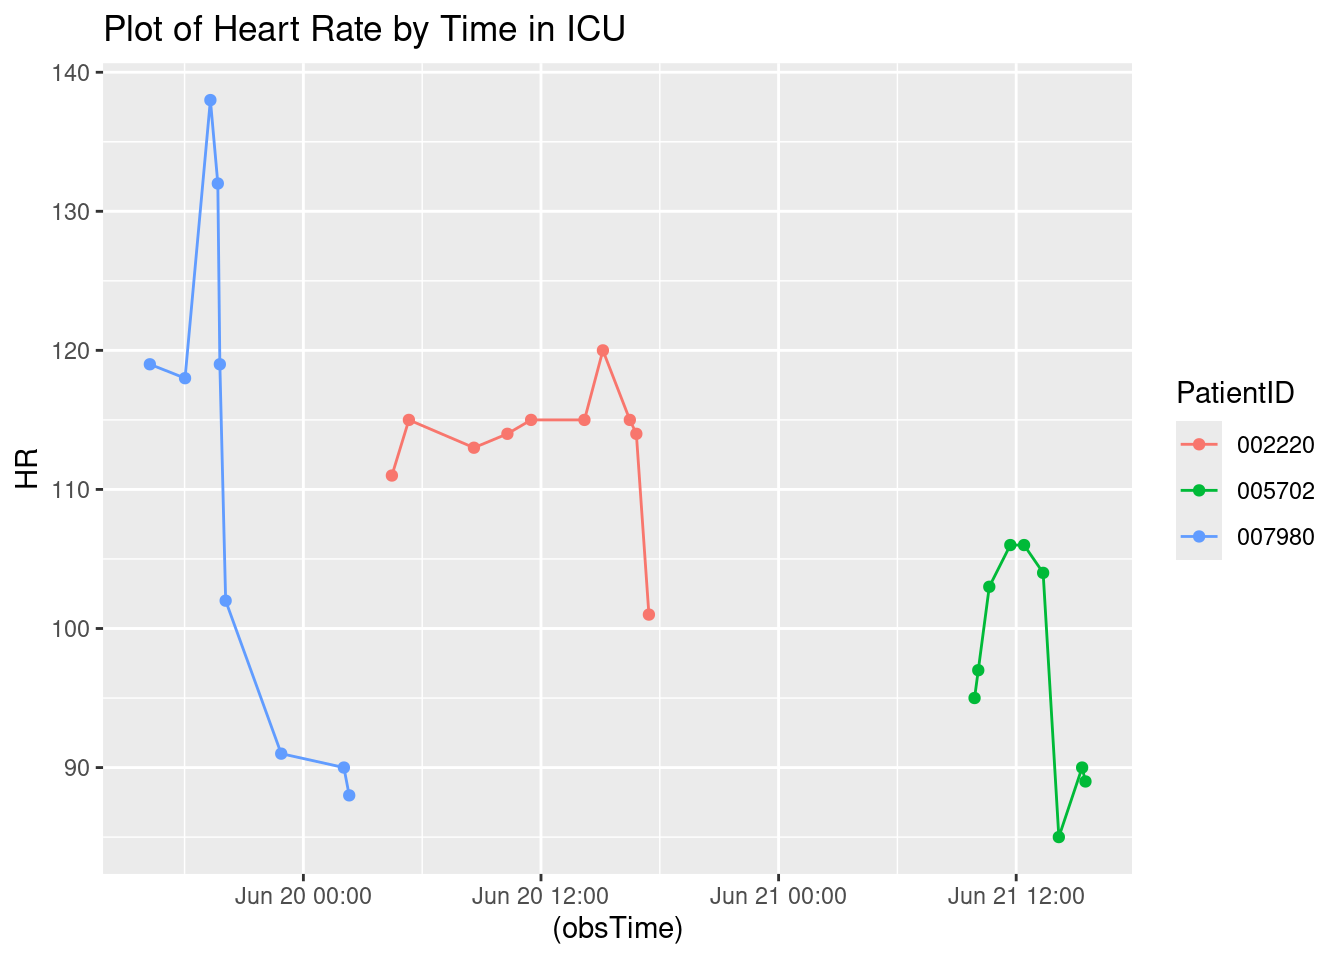 Plot of Heart Rate by Time in ICU
140
130
120
110
100
90
HR
Jun 20 00:00
Jun 20 12:00
Jun 21 00:00
Jun 21 12:00
(obsTime)
PatientID
002220
005702
007980